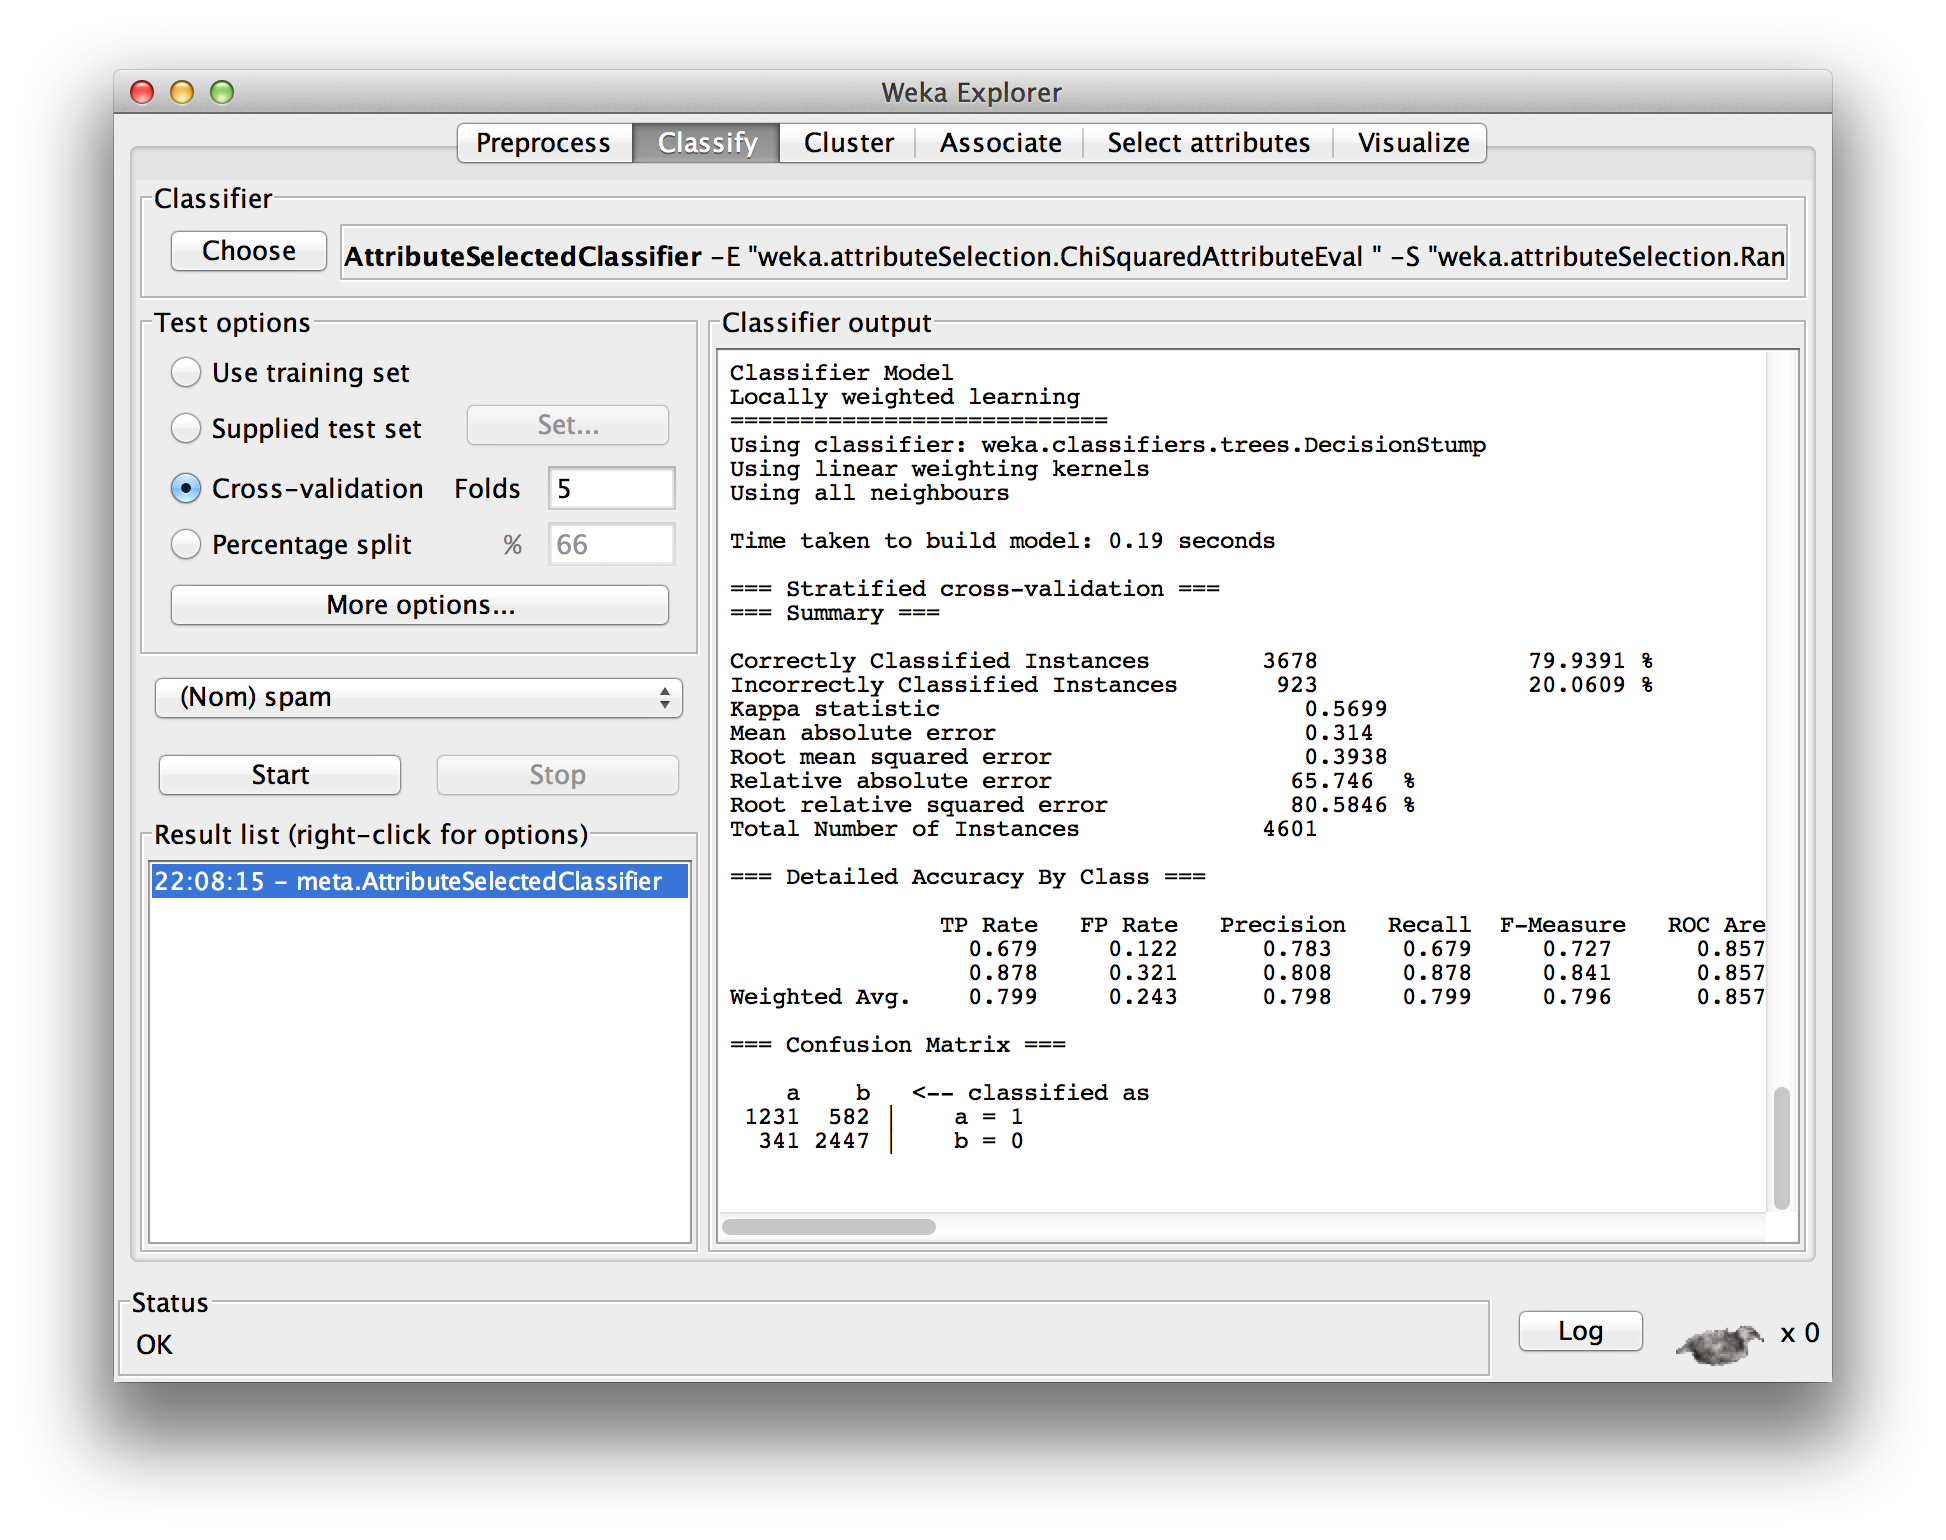 Weka Explorer
Preprocess Classify Cluster Associate Select attributes Visualize
Classifier
Choose AttributeSelectedClassifier -E "weka.attributeSelection.ChiSquaredAttributeEval " -S "weka.attributeSelection.Ran
Test options
Use training set
Supplied test set Set...
Cross-validation Folds 5
Percentage split % 66
More options...
(Nom) spam
Start Stop
Result list (right-click for options)
22:08:15 - meta.AttributeSelectedClassifier
Classifier output
Classifier Model
Locally weighted learning
===========================
Using classifier: weka.classifiers.trees.DecisionStump
Using linear weighting kernels
Using all neighbours
Time taken to build model: 0.19 seconds
=== Stratified cross-validation ===
=== Summary ===
Correctly Classified Instances 3678 79.9391 %
Incorrectly Classified Instances 923 20.0609 %
Kappa statistic 0.5699
Mean absolute error 0.314
Root mean squared error 0.3938
Relative absolute error 65.746 %
Root relative squared error 80.5846 %
Total Number of Instances 4601
=== Detailed Accuracy By Class ===
TP Rate FP Rate Precision Recall F-Measure ROC Are
0.679 0.122 0.783 0.679 0.727 0.857
0.878 0.321 0.808 0.878 0.841 0.857
Weighted Avg. 0.799 0.243 0.798 0.799 0.796 0.857
=== Confusion Matrix ===
a b <-- classified as
1231 582 | a = 1
341 2447 | b = 0
Status
OK
Log x 0